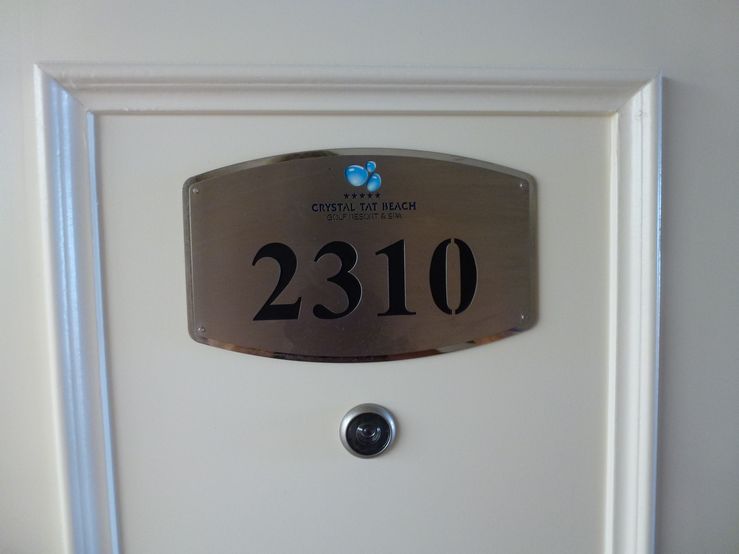 CRYSTAL TAT BEACH
GOLF RESORT & SPA
2310